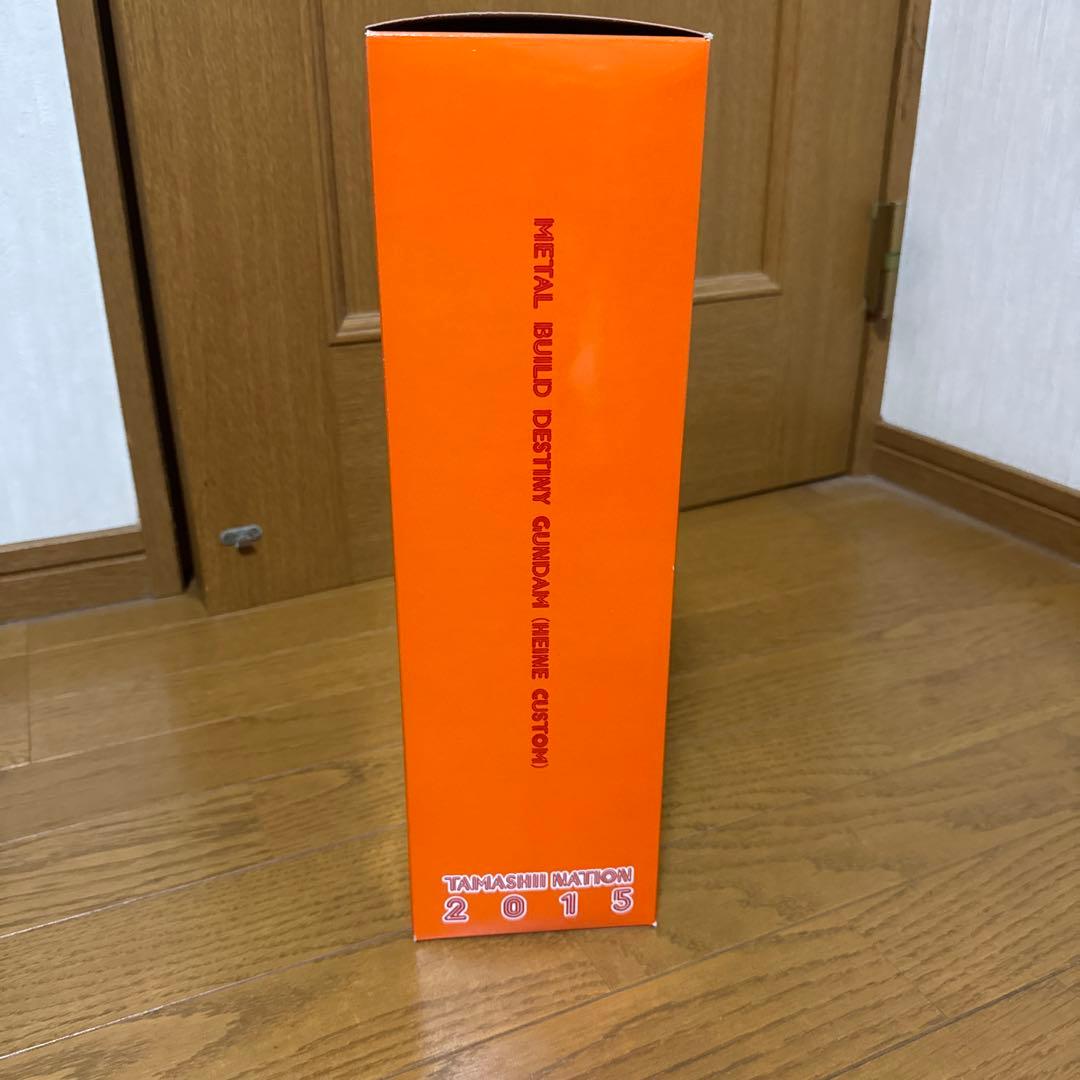 METAL BUILD DESTINY GUNDAM (HEINE CUSTOM)
TAMASHII NATION
2015